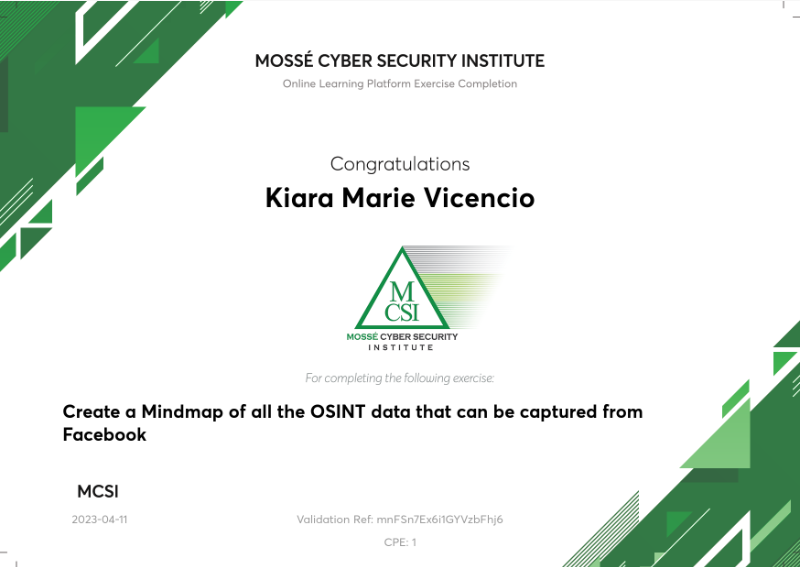 MOSSÉ CYBER SECURITY INSTITUTE
Online Learning Platform Exercise Completion
Congratulations
Kiara Marie Vicencio
M
CSI
MOSSÉ CYBER SECURITY
INSTITUTE
For completing the following exercise:
Create a Mindmap of all the OSINT data that can be captured from
Facebook
MCSI
2023-04-11
Validation Ref: mnFSn7Ex6i1GYVzbFhj6
CPE: 1